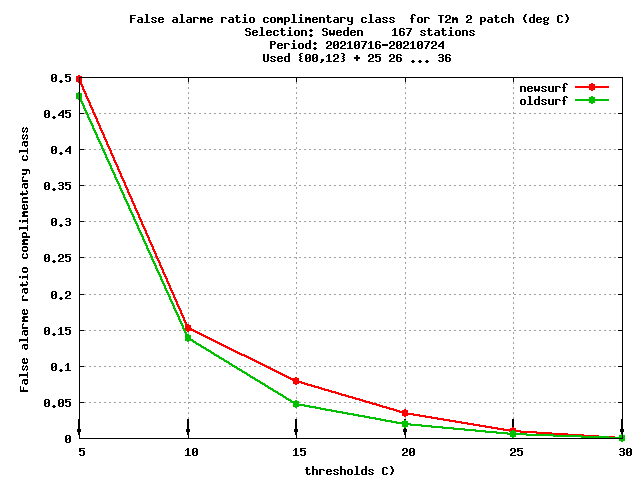 False alarme ratio complimentary class  for T2m 2 patch (deg C)
Selection: Sweden    167 stations
Period: 20210716-20210724
Used {00,12} + 25 26 ... 36
newsurf
oldsurf
False alarme ratio complimentary class
0.5
0.45
0.4
0.35
0.3
0.25
0.2
0.15
0.1
0.05
0
5 10 15 20 25 30
thresholds C)